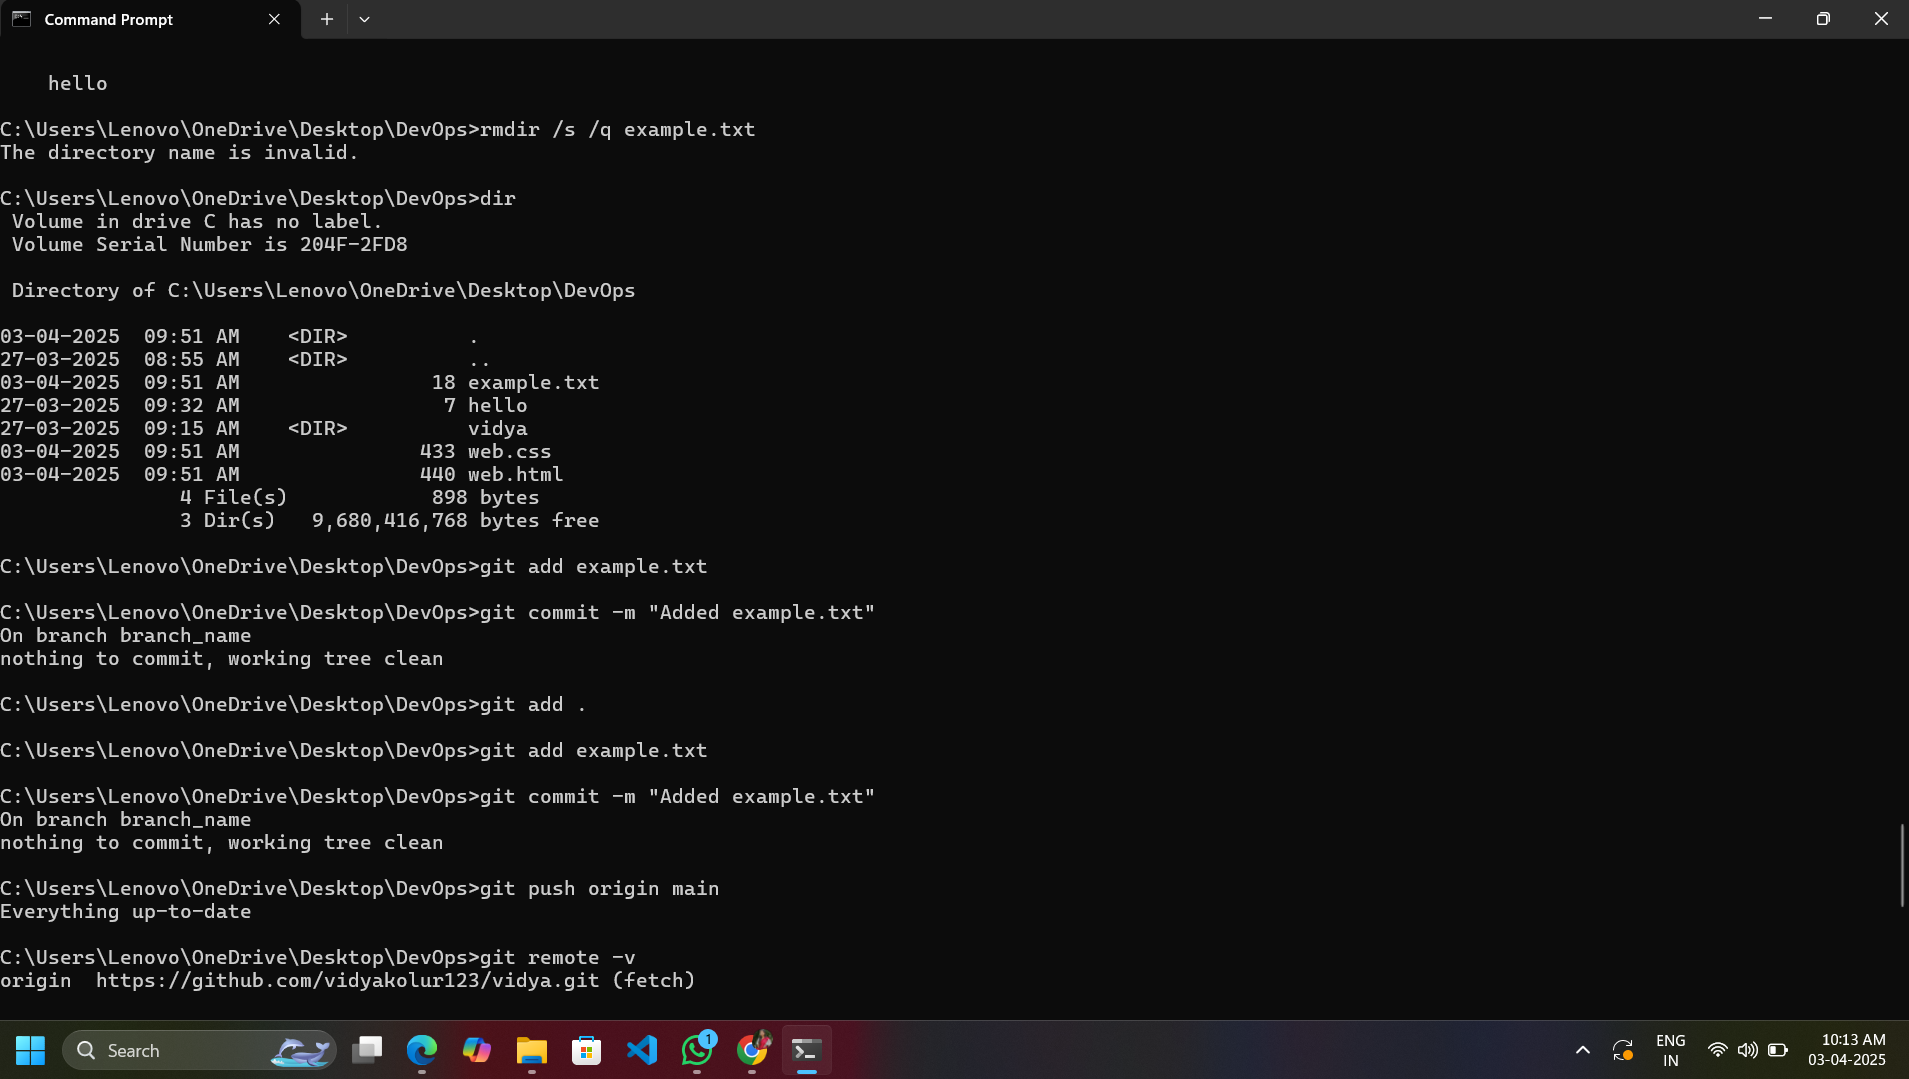 Command Prompt
hello
C:\Users\Lenovo\OneDrive\Desktop\DevOps>rmdir /s /q example.txt
The directory name is invalid.
C:\Users\Lenovo\OneDrive\Desktop\DevOps>dir
Volume in drive C has no label.
Volume Serial Number is 204F-2FD8
Directory of C:\Users\Lenovo\OneDrive\Desktop\DevOps
03-04-2025  09:51 AM    <DIR>          .
27-03-2025  08:55 AM    <DIR>          ..
03-04-2025  09:51 AM                18 example.txt
27-03-2025  09:32 AM                 7 hello
27-03-2025  09:15 AM    <DIR>          vidya
03-04-2025  09:51 AM               433 web.css
03-04-2025  09:51 AM               440 web.html
4 File(s)            898 bytes
3 Dir(s)   9,680,416,768 bytes free
C:\Users\Lenovo\OneDrive\Desktop\DevOps>git add example.txt
C:\Users\Lenovo\OneDrive\Desktop\DevOps>git commit -m "Added example.txt"
On branch branch_name
nothing to commit, working tree clean
C:\Users\Lenovo\OneDrive\Desktop\DevOps>git add .
C:\Users\Lenovo\OneDrive\Desktop\DevOps>git add example.txt
C:\Users\Lenovo\OneDrive\Desktop\DevOps>git commit -m "Added example.txt"
On branch branch_name
nothing to commit, working tree clean
C:\Users\Lenovo\OneDrive\Desktop\DevOps>git push origin main
Everything up-to-date
C:\Users\Lenovo\OneDrive\Desktop\DevOps>git remote -v
origin  https://github.com/vidyakolur123/vidya.git (fetch)
Search
1
ENG
IN
10:13 AM
03-04-2025